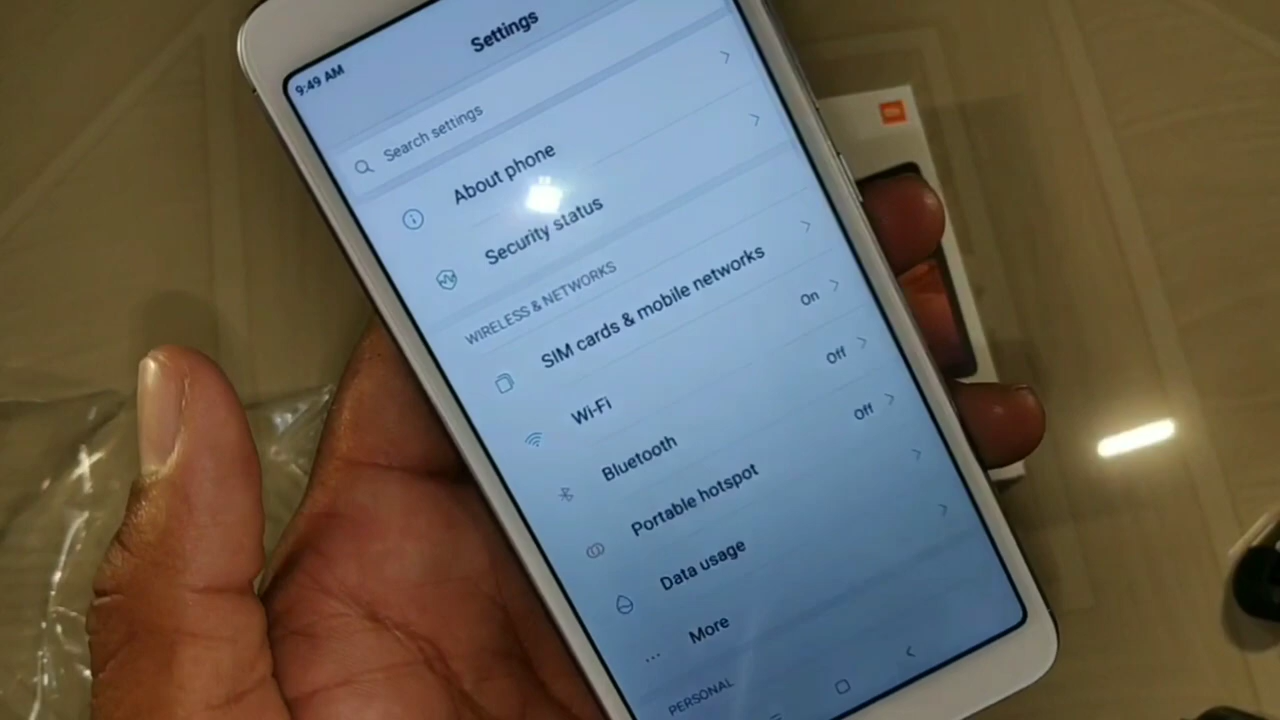 9:49 AM
Settings
Search settings
About phone
Security status
WIRELESS & NETWORKS
SIM cards & mobile networks
Wi-Fi On
Bluetooth Off
Portable hotspot Off
Data usage
More
PERSONAL